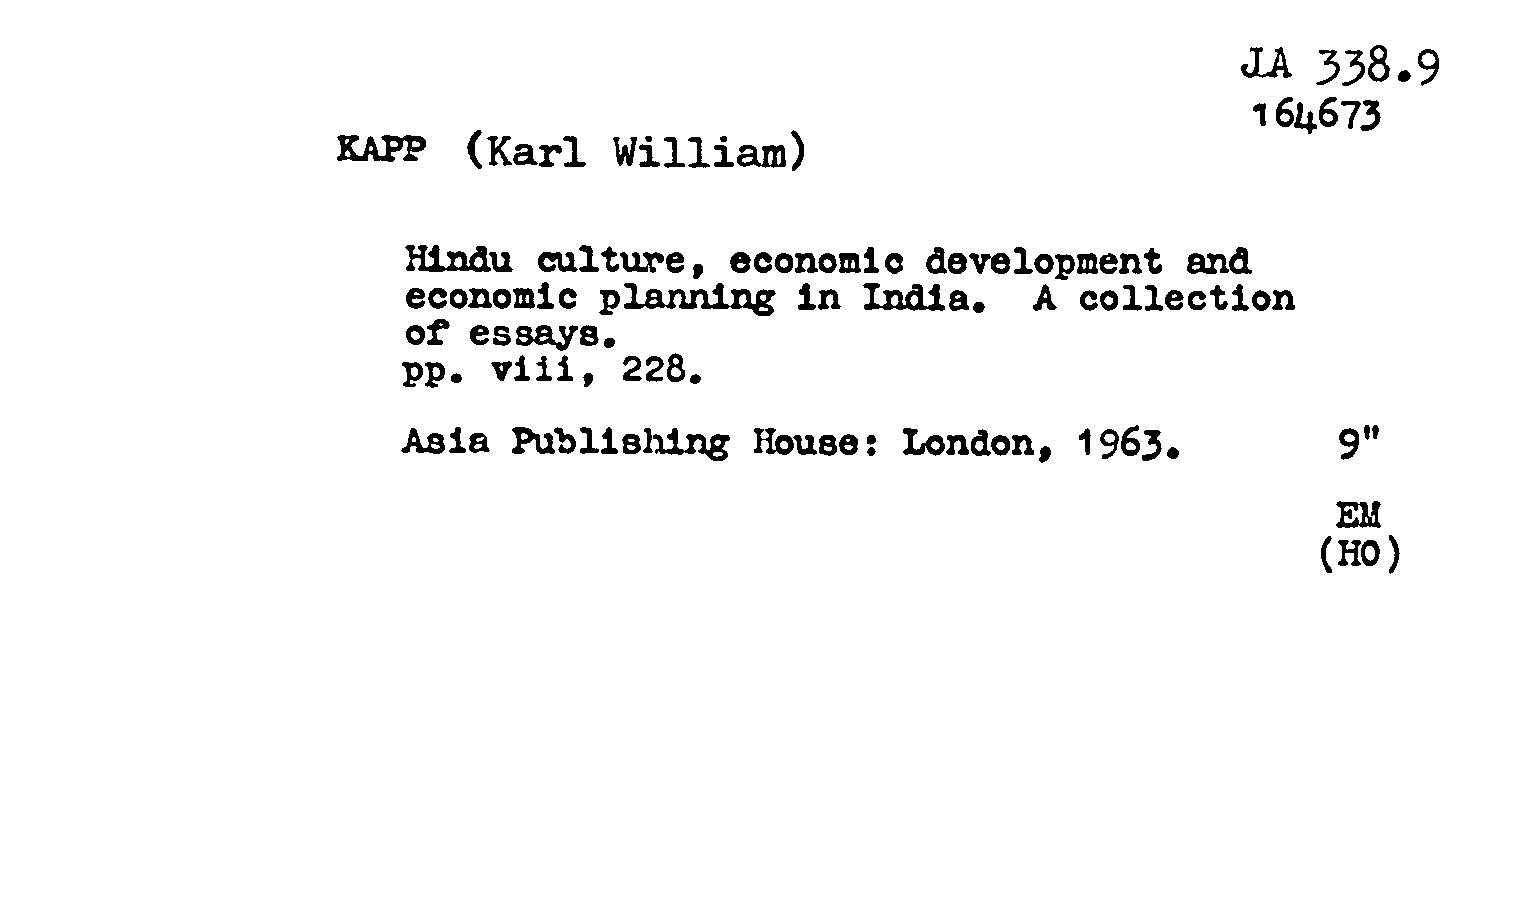 JA 338.9
164673
KAPP (Karl William)
Hindu culture, economic development and
economic planning in India. A collection
of essays.
pp. viii, 228.
Asia Publishing House: London, 1963. 9"
EM
(HO)